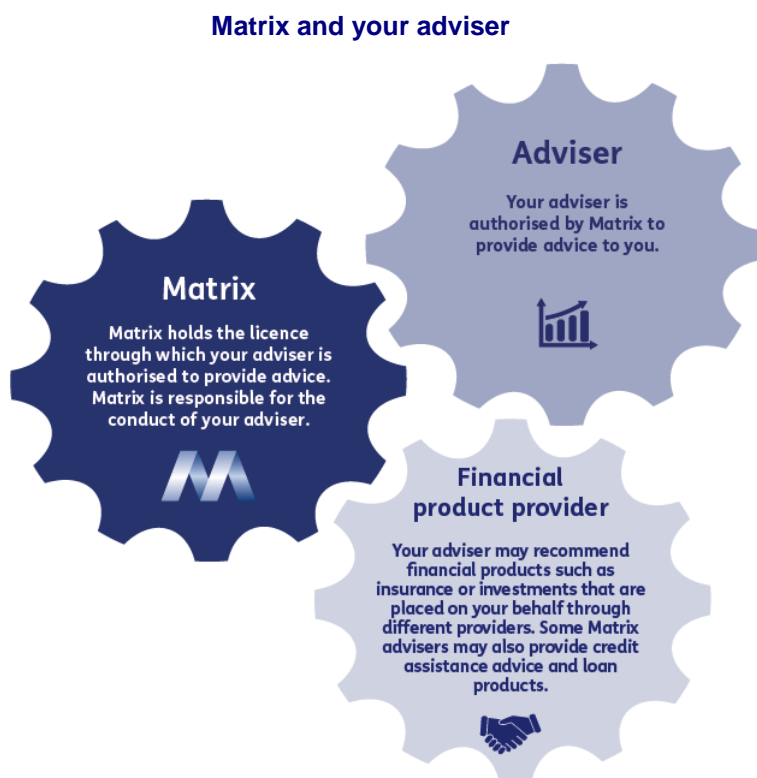 Matrix and your adviser
Adviser
Your adviser is
authorised by Matrix to
provide advice to you.
Matrix
Matrix holds the licence
through which your adviser is
authorised to provide advice.
Matrix is responsible for the
conduct of your adviser.
Financial
product provider
Your adviser may recommend
financial products such as
insurance or investments that are
placed on your behalf through
different providers. Some Matrix
advisers may also provide credit
assistance advice and loan
products.